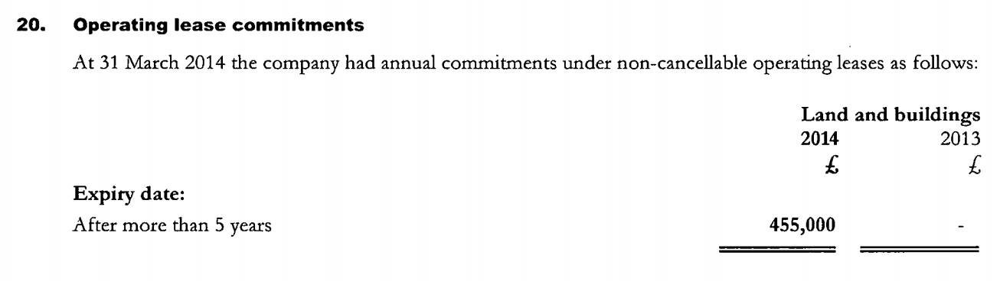 20. Operating lease commitments
At 31 March 2014 the company had annual commitments under non-cancellable operating leases as follows:
Land and buildings
2014 2013
£ £
Expiry date:
After more than 5 years 455,000 -